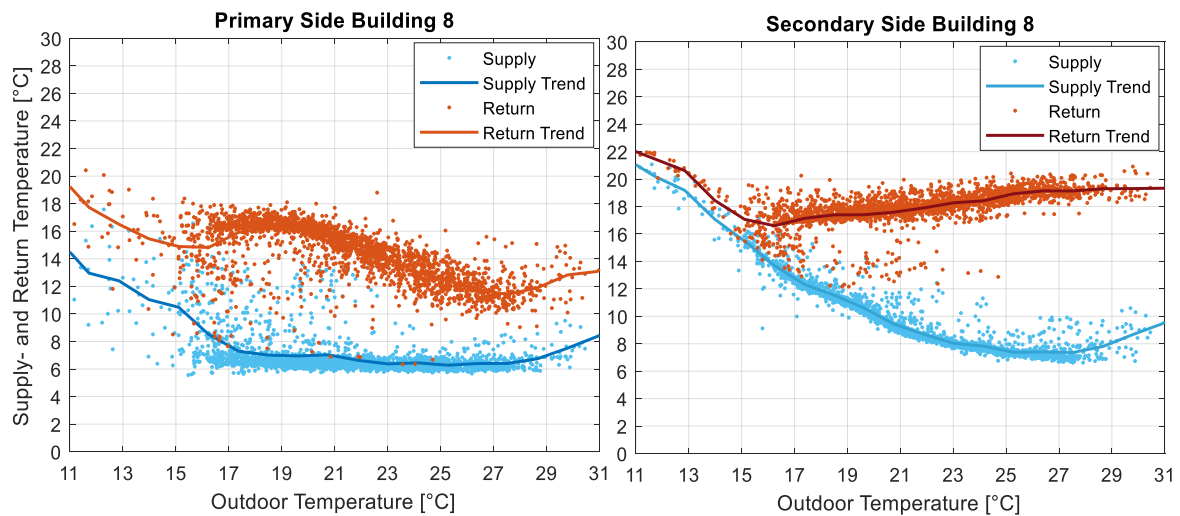 Primary Side Building 8
30
28
26
24
22
20
18
16
14
12
10
8
6
4
2
0
Supply- and Return Temperature [°C]
Supply
Supply Trend
Return
Return Trend
11 13 15 17 19 21 23 25 27 29 31
Outdoor Temperature [°C]
Secondary Side Building 8
30
28
26
24
22
20
18
16
14
12
10
8
6
4
2
0
Supply
Supply Trend
Return
Return Trend
11 13 15 17 19 21 23 25 27 29 31
Outdoor Temperature [°C]